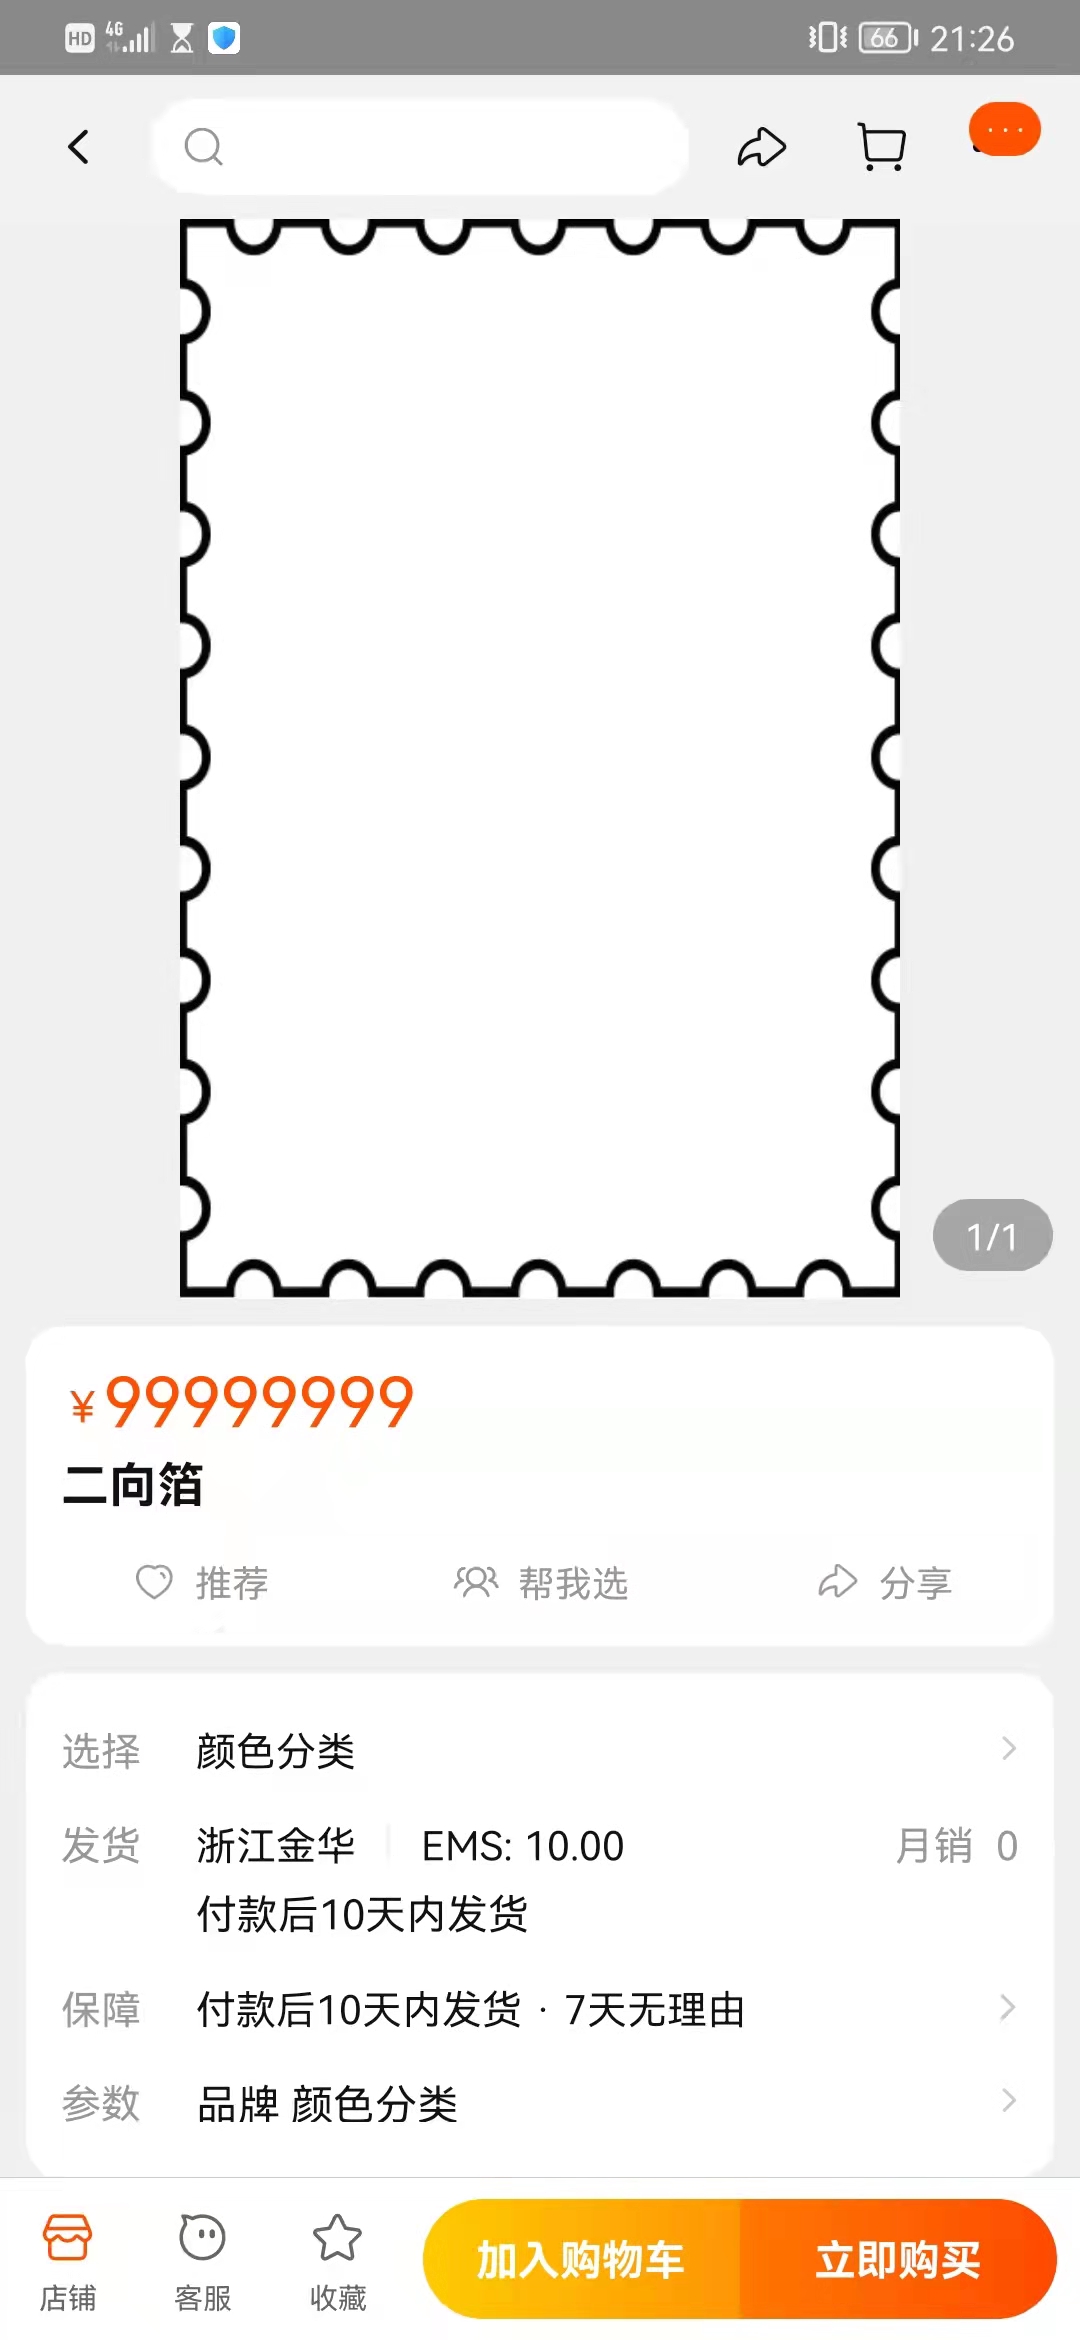 HD 4G 66 21:26
1/1
¥99999999
二向箔
推荐 帮我选 分享
选择 颜色分类
发货 浙江金华 EMS: 10.00 月销 0
付款后10天内发货
保障 付款后10天内发货 · 7天无理由
参数 品牌 颜色分类
店铺 客服 收藏 加入购物车 立即购买